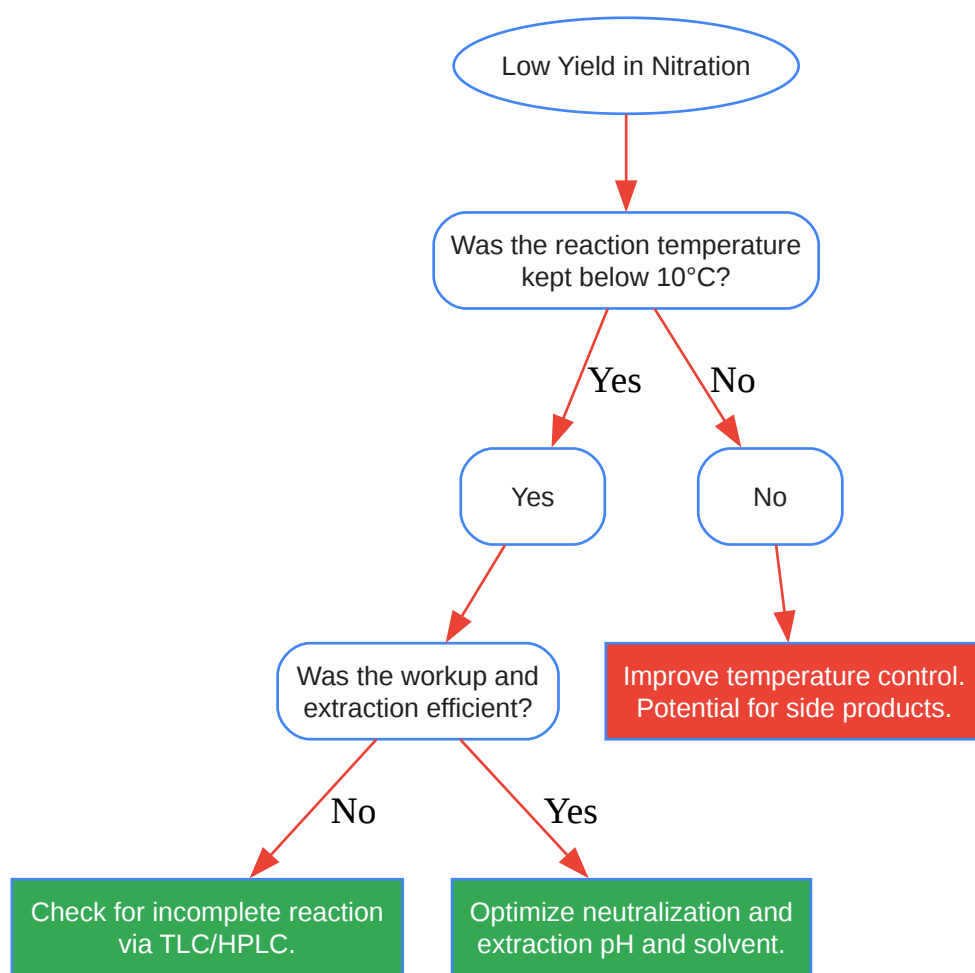 Low Yield in Nitration
Was the reaction temperature
kept below 10°C?
Yes
No
Yes
No
Was the workup and
extraction efficient?
Improve temperature control.
Potential for side products.
No
Yes
Check for incomplete reaction
via TLC/HPLC.
Optimize neutralization and
extraction pH and solvent.